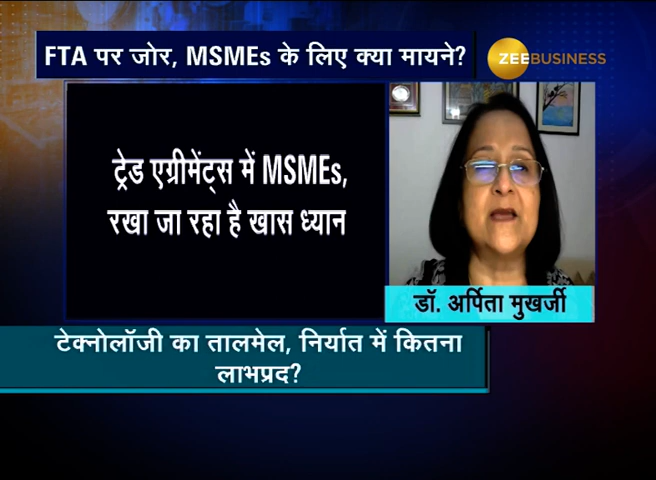 FTA पर जोर, MSMEs के लिए क्या मायने?
ZEEBUSINESS
ट्रेड एग्रीमेंट्स में MSMEs,
रखा जा रहा है खास ध्यान
डॉ. अर्पिता मुखर्जी
टेक्नोलॉजी का तालमेल, निर्यात में कितना
लाभप्रद?